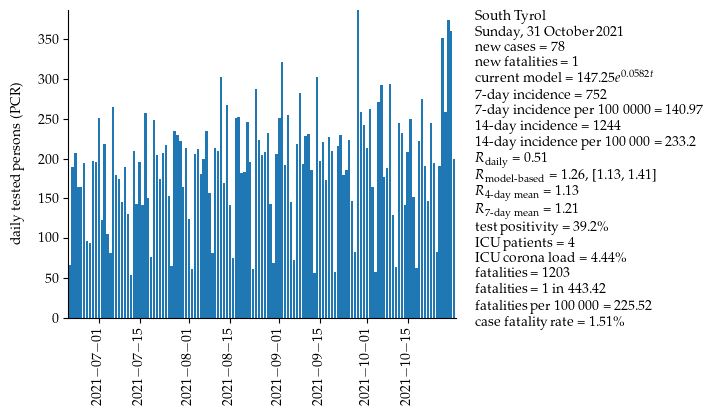 South Tyrol
Sunday, 31 October 2021
new cases = 78
new fatalities = 1
current model = 147.25e^0.0582t
7-day incidence = 752
7-day incidence per 100 0000 = 140.97
14-day incidence = 1244
14-day incidence per 100 000 = 233.2
R_daily = 0.51
R_model-based = 1.26, [1.13, 1.41]
R_4-day mean = 1.13
R_7-day mean = 1.21
test positivity = 39.2%
ICU patients = 4
ICU corona load = 4.44%
fatalities = 1203
fatalities = 1 in 443.42
fatalities per 100 000 = 225.52
case fatality rate = 1.51%
daily tested persons (PCR)
350
300
250
200
150
100
50
0
2021−07−01
2021−07−15
2021−08−01
2021−08−15
2021−09−01
2021−09−15
2021−10−01
2021−10−15